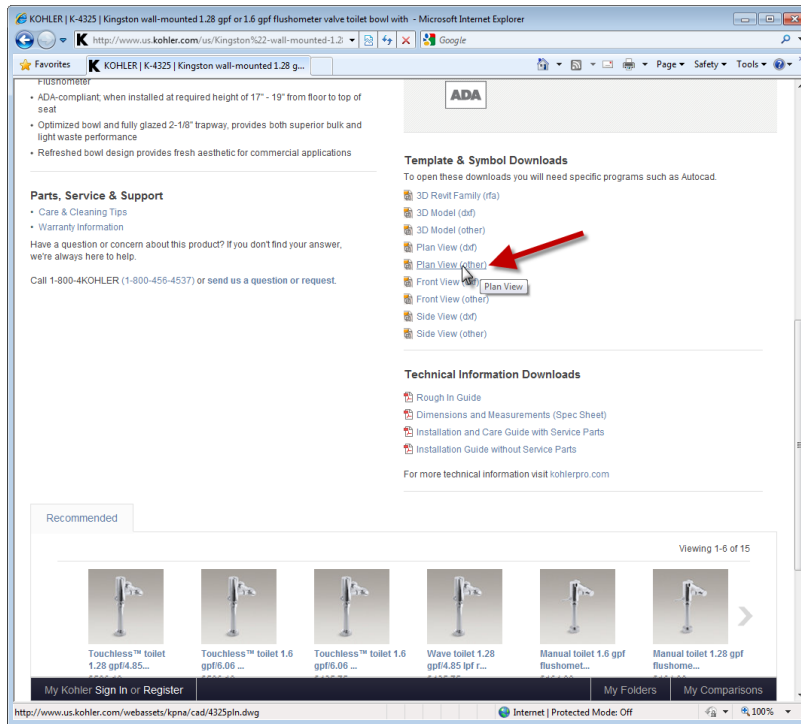 KOHLER | K-4325 | Kingston wall-mounted 1.28 gpf or 1.6 gpf flushometer valve toilet bowl with - Microsoft Internet Explorer
http://www.us.kohler.com/us/Kingston%22-wall-mounted-1.2
Google
Favorites
KOHLER | K-4325 | Kingston wall-mounted 1.28 g...
Page
Safety
Tools
Flushometer
• ADA-compliant; when installed at required height of 17" - 19" from floor to top of
seat
• Optimized bowl and fully glazed 2-1/8" trapway, provides both superior bulk and
light waste performance
• Refreshed bowl design provides fresh aesthetic for commercial applications
Parts, Service & Support
• Care & Cleaning Tips
• Warranty Information
Have a question or concern about this product? If you don't find your answer,
we're always here to help.
Call 1-800-4KOHLER (1-800-456-4537) or send us a question or request.
ADA
Template & Symbol Downloads
To open these downloads you will need specific programs such as Autocad.
3D Revit Family (rfa)
3D Model (dxf)
3D Model (other)
Plan View (dxf)
Plan View (other)
Front View
Plan View
Front View (other)
Side View (dxf)
Side View (other)
Technical Information Downloads
Rough In Guide
Dimensions and Measurements (Spec Sheet)
Installation and Care Guide with Service Parts
Installation Guide without Service Parts
For more technical information visit kohlerpro.com
Recommended
Viewing 1-6 of 15
Touchless™ toilet
1.28 gpf/4.85...
Touchless™ toilet 1.6
gpf/6.06 ...
Touchless™ toilet 1.6
gpf/6.06 ...
Wave toilet 1.28
gpf/4.85 lpf r...
Manual toilet 1.6 gpf
flushomet...
Manual toilet 1.28 gpf
flushome...
My Kohler Sign In or Register
My Folders
My Comparisons
http://www.us.kohler.com/webassets/kpna/cad/4325pln.dwg
Internet | Protected Mode: Off
100%